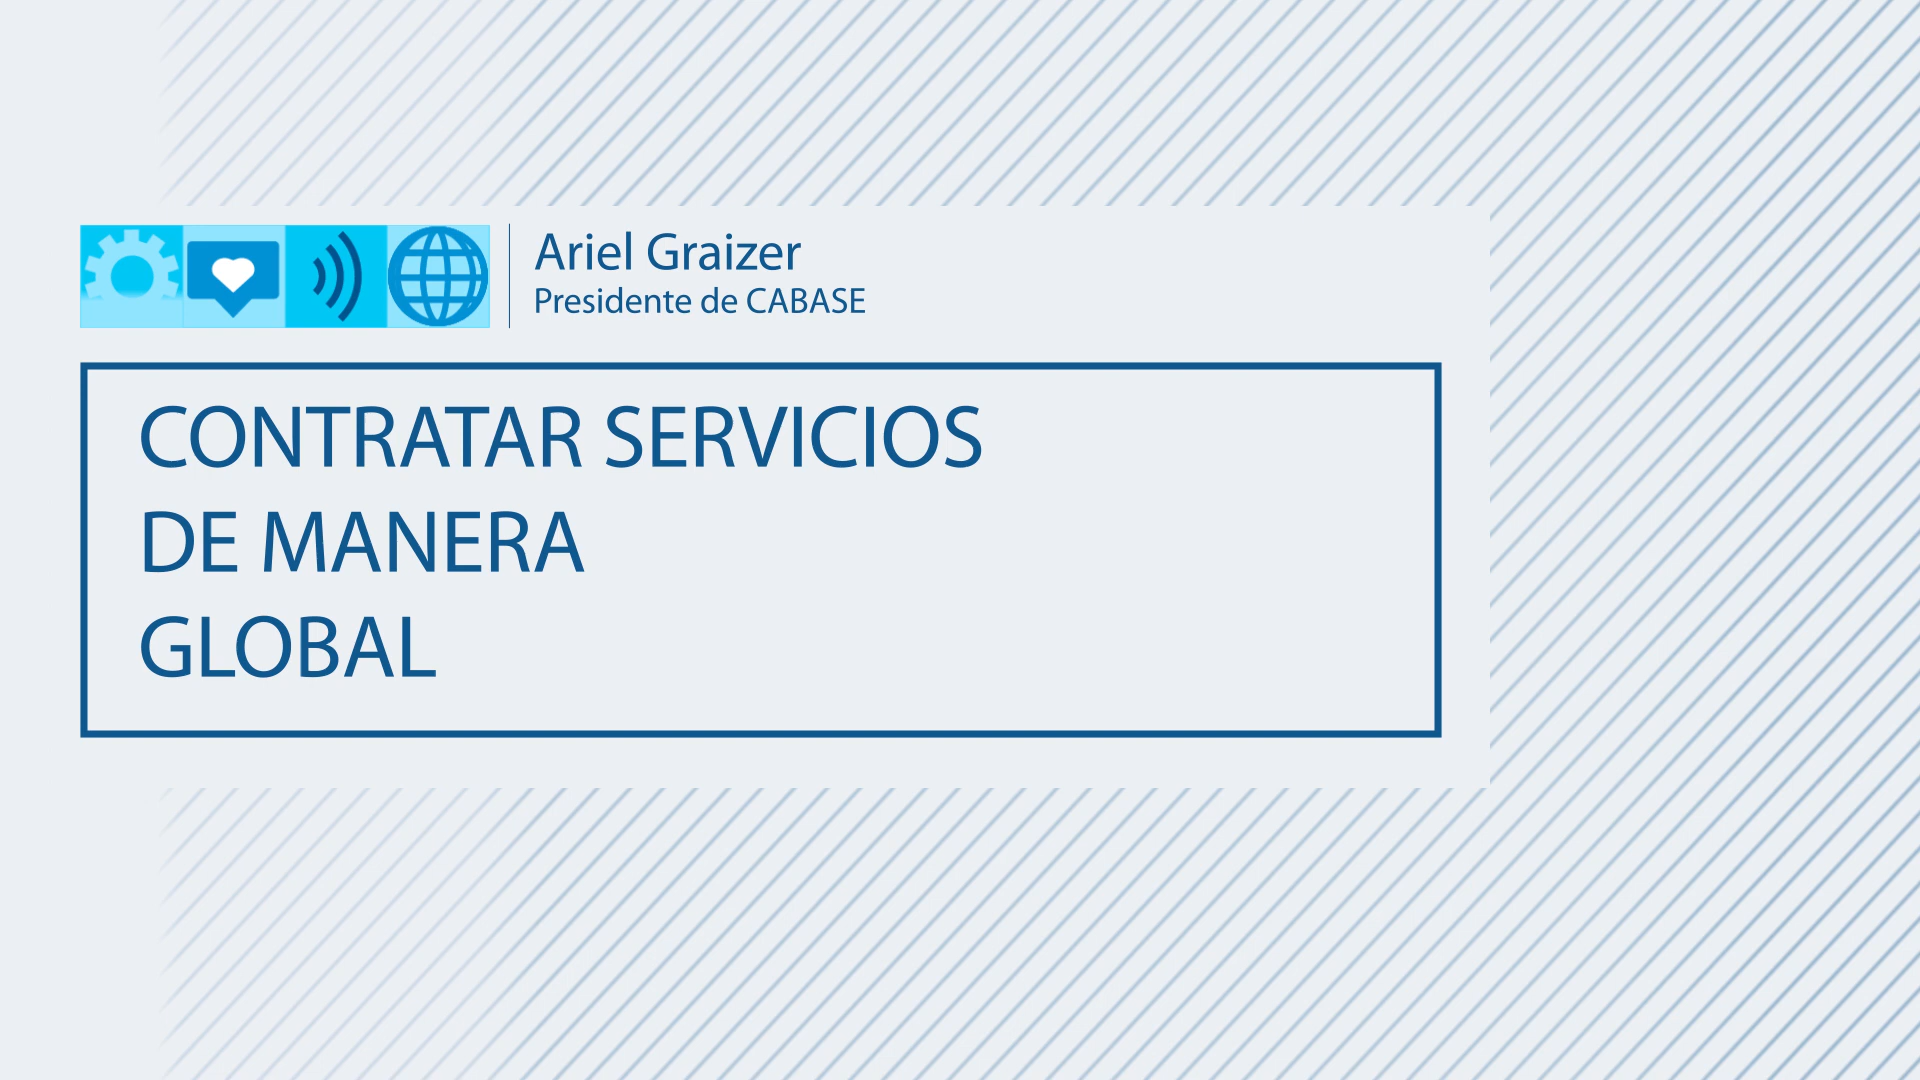 Ariel Graizer
Presidente de CABASE
CONTRATAR SERVICIOS
DE MANERA
GLOBAL